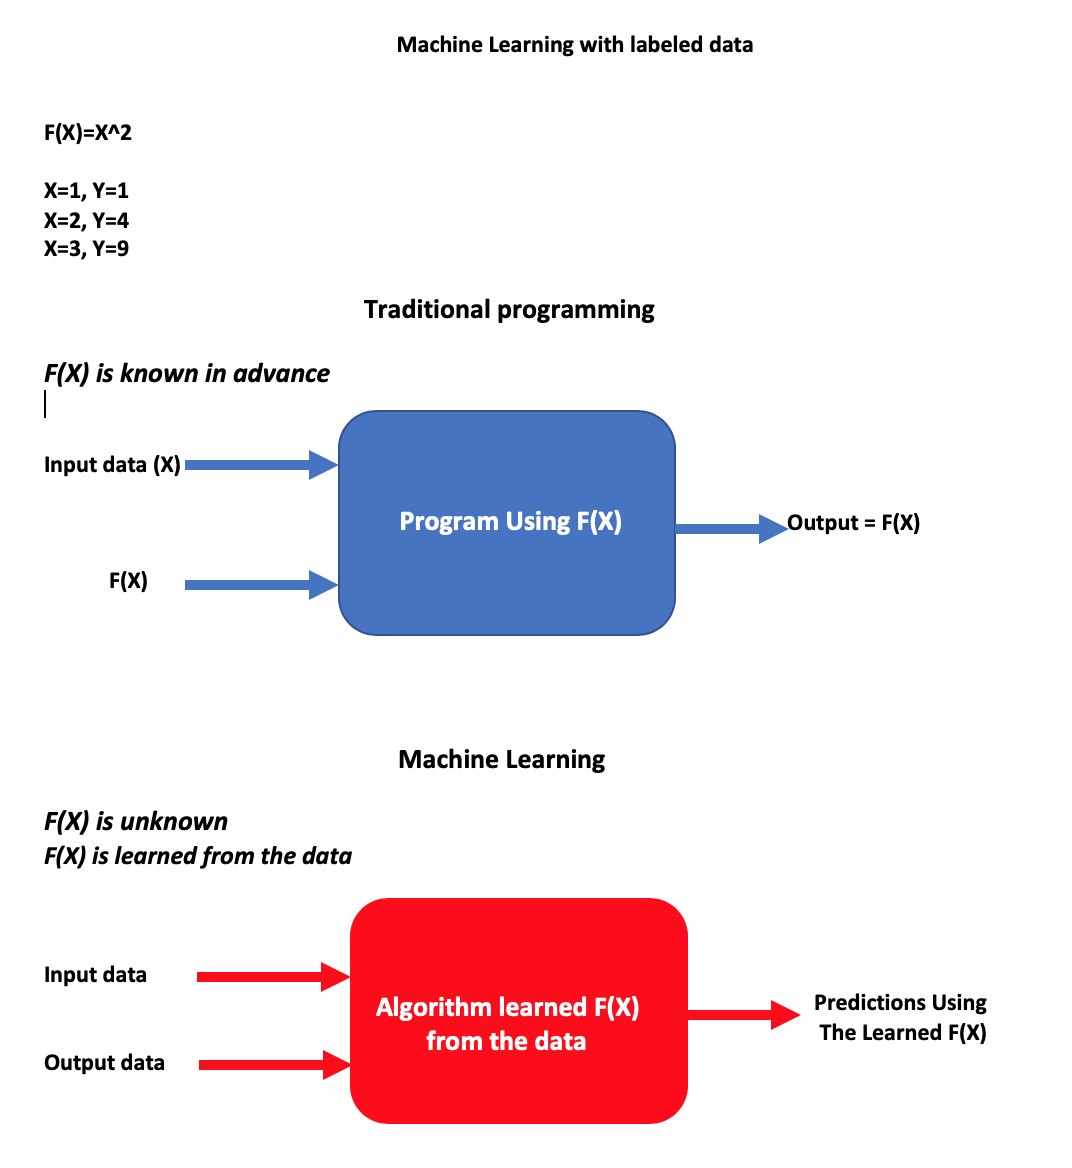 Machine Learning with labeled data
F(X)=X^2
X=1, Y=1
X=2, Y=4
X=3, Y=9
Traditional programming
F(X) is known in advance
Input data (X)
Program Using F(X)
Output = F(X)
F(X)
Machine Learning
F(X) is unknown
F(X) is learned from the data
Input data
Algorithm learned F(X)
from the data
Predictions Using
The Learned F(X)
Output data